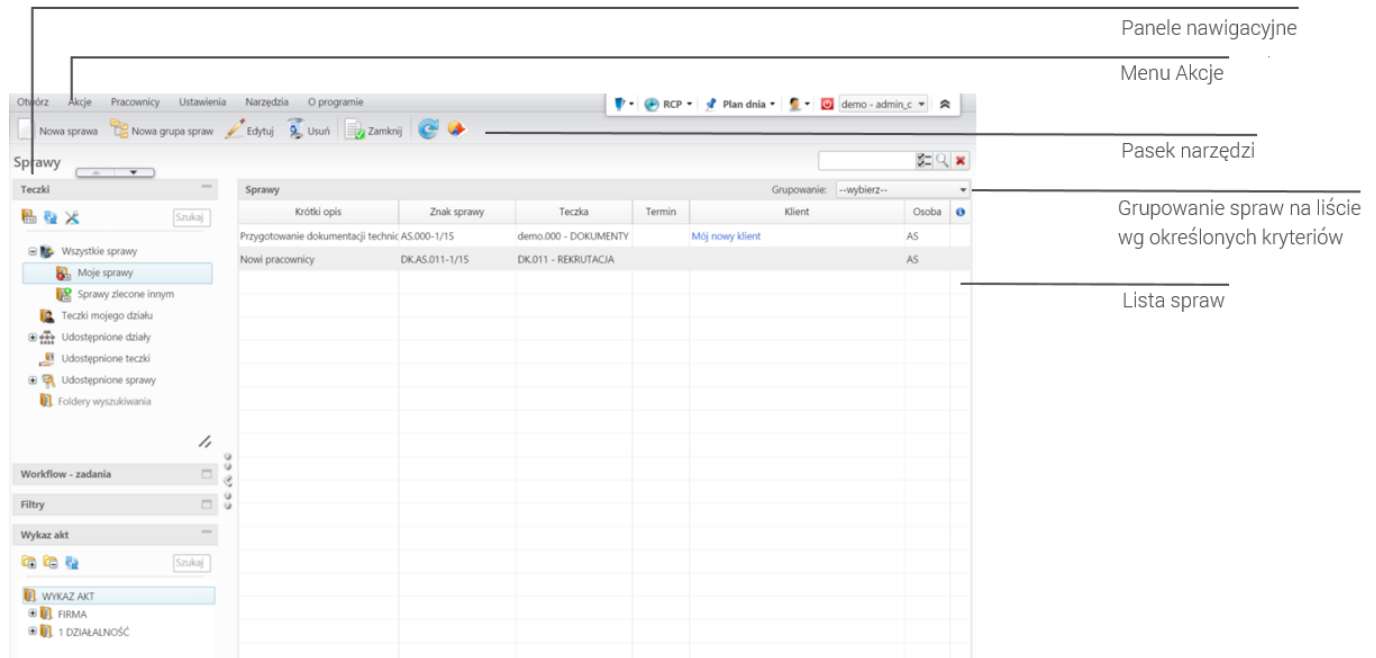 Panele nawigacyjne
Menu Akcje
Otwórz Akcje Pracownicy Ustawienia Narzędzia O programie
RCP Plan dnia demo - admin_c
Nowa sprawa Nowa grupa spraw Edytuj Usuń Zamknij
Pasek narzędzi
Sprawy
Teczki
Sprawy Grupowanie: --wybierz--
Grupowanie spraw na liście
wg określonych kryteriów
Szukaj
Krótki opis Znak sprawy Teczka Termin Klient Osoba
Przygotowanie dokumentacji technic AS.000-1/15 demo.000 - DOKUMENTY Mój nowy klient AS
Nowi pracownicy DK.AS.011-1/15 DK.011 - REKRUTACJA AS
Lista spraw
Wszystkie sprawy
Moje sprawy
Sprawy zlecone innym
Teczki mojego działu
Udostępnione działy
Udostępnione teczki
Udostępnione sprawy
Foldery wyszukiwania
Workflow - zadania
Filtry
Wykaz akt
Szukaj
WYKAZ AKT
FIRMA
1 DZIAŁALNOŚĆ